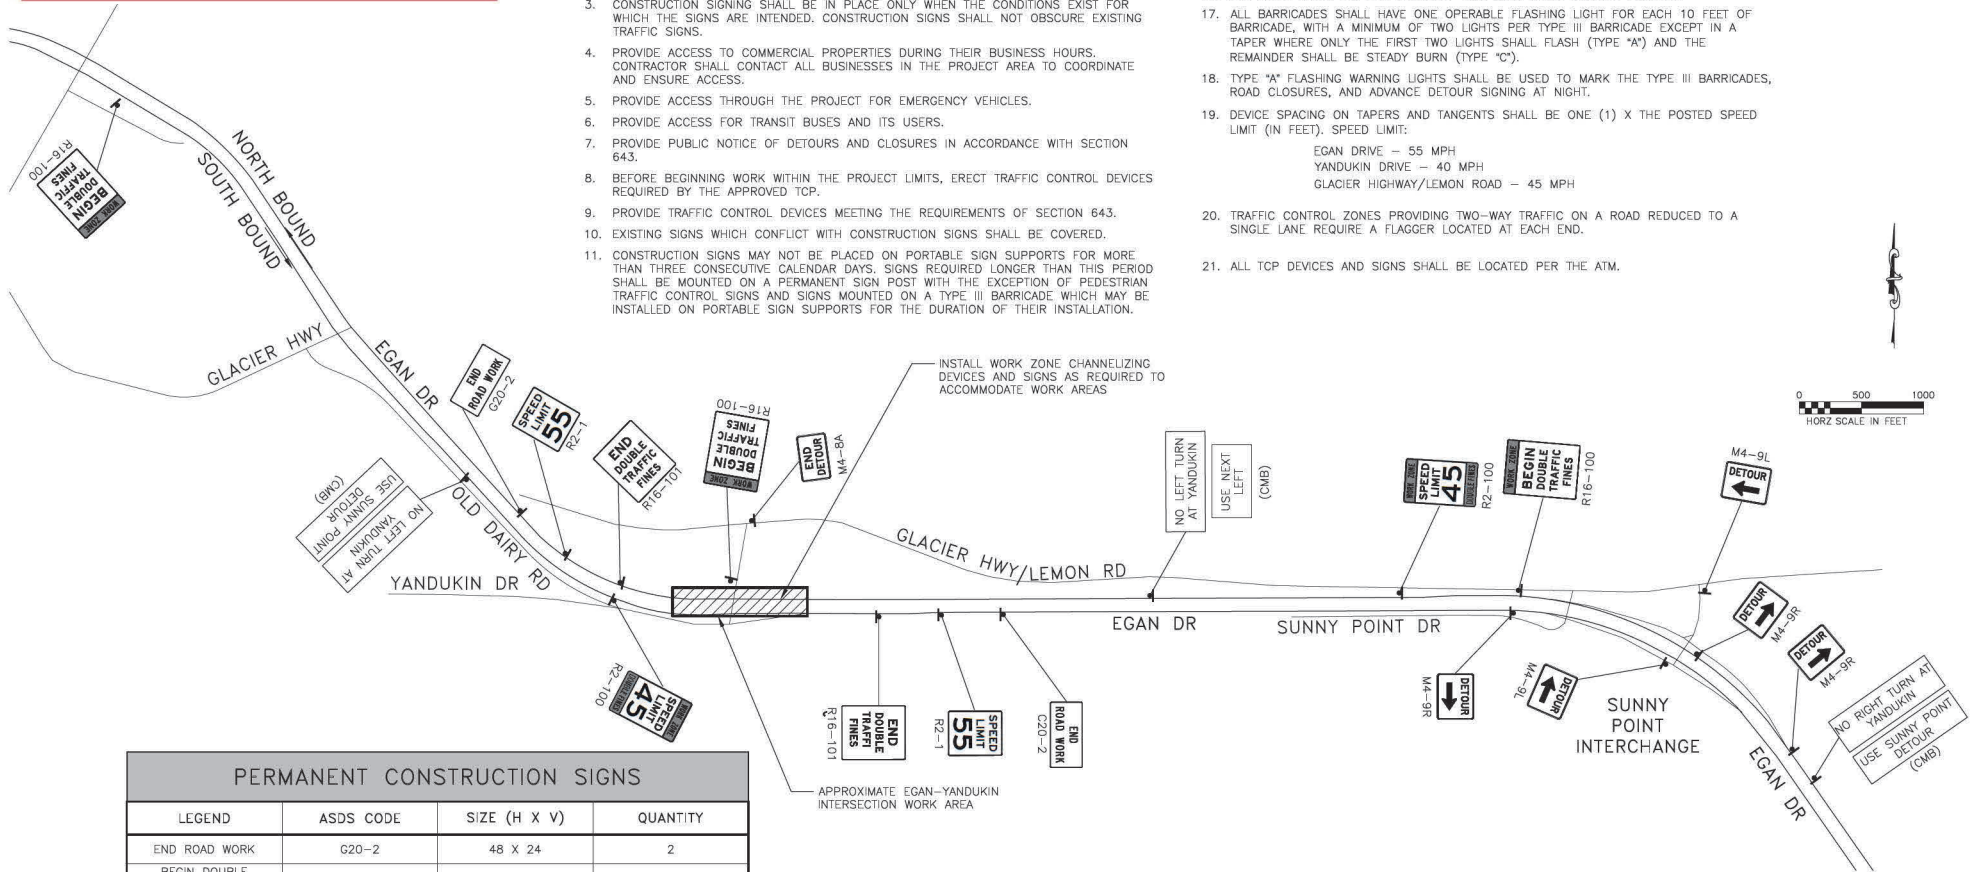 3. CONSTRUCTION SIGNING SHALL BE IN PLACE ONLY WHEN THE CONDITIONS EXIST FOR
WHICH THE SIGNS ARE INTENDED. CONSTRUCTION SIGNS SHALL NOT OBSCURE EXISTING
TRAFFIC SIGNS.
4. PROVIDE ACCESS TO COMMERCIAL PROPERTIES DURING THEIR BUSINESS HOURS.
CONTRACTOR SHALL CONTACT ALL BUSINESSES IN THE PROJECT AREA TO COORDINATE
AND ENSURE ACCESS.
5. PROVIDE ACCESS THROUGH THE PROJECT FOR EMERGENCY VEHICLES.
6. PROVIDE ACCESS FOR TRANSIT BUSES AND ITS USERS.
7. PROVIDE PUBLIC NOTICE OF DETOURS AND CLOSURES IN ACCORDANCE WITH SECTION
643.
8. BEFORE BEGINNING WORK WITHIN THE PROJECT LIMITS, ERECT TRAFFIC CONTROL DEVICES
REQUIRED BY THE APPROVED TCP.
9. PROVIDE TRAFFIC CONTROL DEVICES MEETING THE REQUIREMENTS OF SECTION 643.
10. EXISTING SIGNS WHICH CONFLICT WITH CONSTRUCTION SIGNS SHALL BE COVERED.
11. CONSTRUCTION SIGNS MAY NOT BE PLACED ON PORTABLE SIGN SUPPORTS FOR MORE
THAN THREE CONSECUTIVE CALENDAR DAYS. SIGNS REQUIRED LONGER THAN THIS PERIOD
SHALL BE MOUNTED ON A PERMANENT SIGN POST WITH THE EXCEPTION OF PEDESTRIAN
TRAFFIC CONTROL SIGNS AND SIGNS MOUNTED ON A TYPE III BARRICADE WHICH MAY BE
INSTALLED ON PORTABLE SIGN SUPPORTS FOR THE DURATION OF THEIR INSTALLATION.
17. ALL BARRICADES SHALL HAVE ONE OPERABLE FLASHING LIGHT FOR EACH 10 FEET OF
BARRICADE, WITH A MINIMUM OF TWO LIGHTS PER TYPE III BARRICADE EXCEPT IN A
TAPER WHERE ONLY THE FIRST TWO LIGHTS SHALL FLASH (TYPE "A") AND THE
REMAINDER SHALL BE STEADY BURN (TYPE "C").
18. TYPE "A" FLASHING WARNING LIGHTS SHALL BE USED TO MARK THE TYPE III BARRICADES,
ROAD CLOSURES, AND ADVANCE DETOUR SIGNING AT NIGHT.
19. DEVICE SPACING ON TAPERS AND TANGENTS SHALL BE ONE (1) X THE POSTED SPEED
LIMIT (IN FEET). SPEED LIMIT:
EGAN DRIVE – 55 MPH
YANDUKIN DRIVE – 40 MPH
GLACIER HIGHWAY/LEMON ROAD – 45 MPH
20. TRAFFIC CONTROL ZONES PROVIDING TWO-WAY TRAFFIC ON A ROAD REDUCED TO A
SINGLE LANE REQUIRE A FLAGGER LOCATED AT EACH END.
21. ALL TCP DEVICES AND SIGNS SHALL BE LOCATED PER THE ATM.
0 500 1000
HORZ SCALE IN FEET
R16-100
WORK ZONE
BEGIN
DOUBLE
TRAFFIC
FINES
NORTH BOUND
SOUTH BOUND
GLACIER HWY
EGAN DR
END
ROAD WORK
G20-2
SPEED
LIMIT
55
R2-1
END
DOUBLE
TRAFFIC
FINES
R16-101
R16-100
WORK ZONE
BEGIN
DOUBLE
TRAFFIC
FINES
END
DETOUR
M4-8A
INSTALL WORK ZONE CHANNELIZING
DEVICES AND SIGNS AS REQUIRED TO
ACCOMMODATE WORK AREAS
NO LEFT TURN AT
YANDUKIN
USE SUNNY POINT
DETOUR
(CMB)
OLD DAIRY RD
YANDUKIN DR
GLACIER HWY/LEMON RD
NO LEFT TURN
AT YANDUKIN
USE NEXT
LEFT
(CMB)
WORK ZONE
SPEED
LIMIT
45
DOUBLE FINES
R2-100
WORK ZONE
BEGIN
DOUBLE
TRAFFIC
FINES
R16-100
M4-9L
DETOUR
EGAN DR
SUNNY POINT DR
DETOUR
M4-9R
DETOUR
M4-9R
R2-100
WORK ZONE
SPEED
LIMIT
45
DOUBLE FINES
END
DOUBLE
TRAFFI
FINES
R16-101
SPEED
LIMIT
55
R2-1
END
ROAD WORK
C20-2
DETOUR
M4-9R
DETOUR
M4-9L
SUNNY
POINT
INTERCHANGE
NO RIGHT TURN AT
YANDUKIN
USE SUNNY POINT
DETOUR
(CMB)
EGAN DR
APPROXIMATE EGAN-YANDUKIN
INTERSECTION WORK AREA
PERMANENT CONSTRUCTION SIGNS
LEGEND ASDS CODE SIZE (H X V) QUANTITY
END ROAD WORK G20-2 48 X 24 2
BEGIN DOUBLE